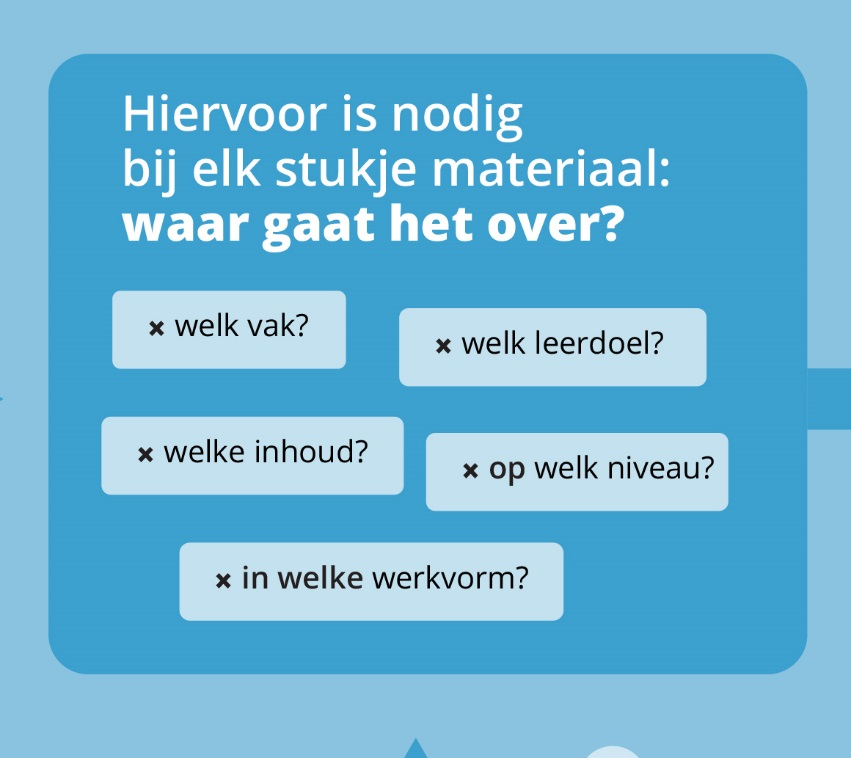 Hiervoor is nodig
bij elk stukje materiaal:
waar gaat het over?
× welk vak?
× welk leerdoel?
× welke inhoud?
× op welk niveau?
× in welke werkvorm?